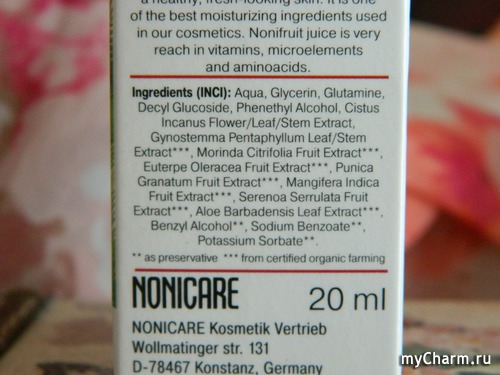 a healthy, fresh-looking skin. It is one
of the best moisturizing ingredients used
in our cosmetics. Nonifruit juice is very
reach in vitamins, microelements
and aminoacids.
Ingredients (INCI): Aqua, Glycerin, Glutamine,
Decyl Glucoside, Phenethyl Alcohol, Cistus
Incanus Flower/Leaf/Stem Extract,
Gynostemma Pentaphyllum Leaf/Stem
Extract***, Morinda Citrifolia Fruit Extract***,
Euterpe Oleracea Fruit Extract***, Punica
Granatum Fruit Extract***, Mangifera Indica
Fruit Extract***, Serenoa Serrulata Fruit
Extract***, Aloe Barbadensis Leaf Extract***,
Benzyl Alcohol**, Sodium Benzoate**,
Potassium Sorbate**.
** as preservative *** from certified organic farming
NONICARE 20 ml
NONICARE Kosmetik Vertrieb
Wollmatinger str. 131
D-78467 Konstanz, Germany
myCharm.ru